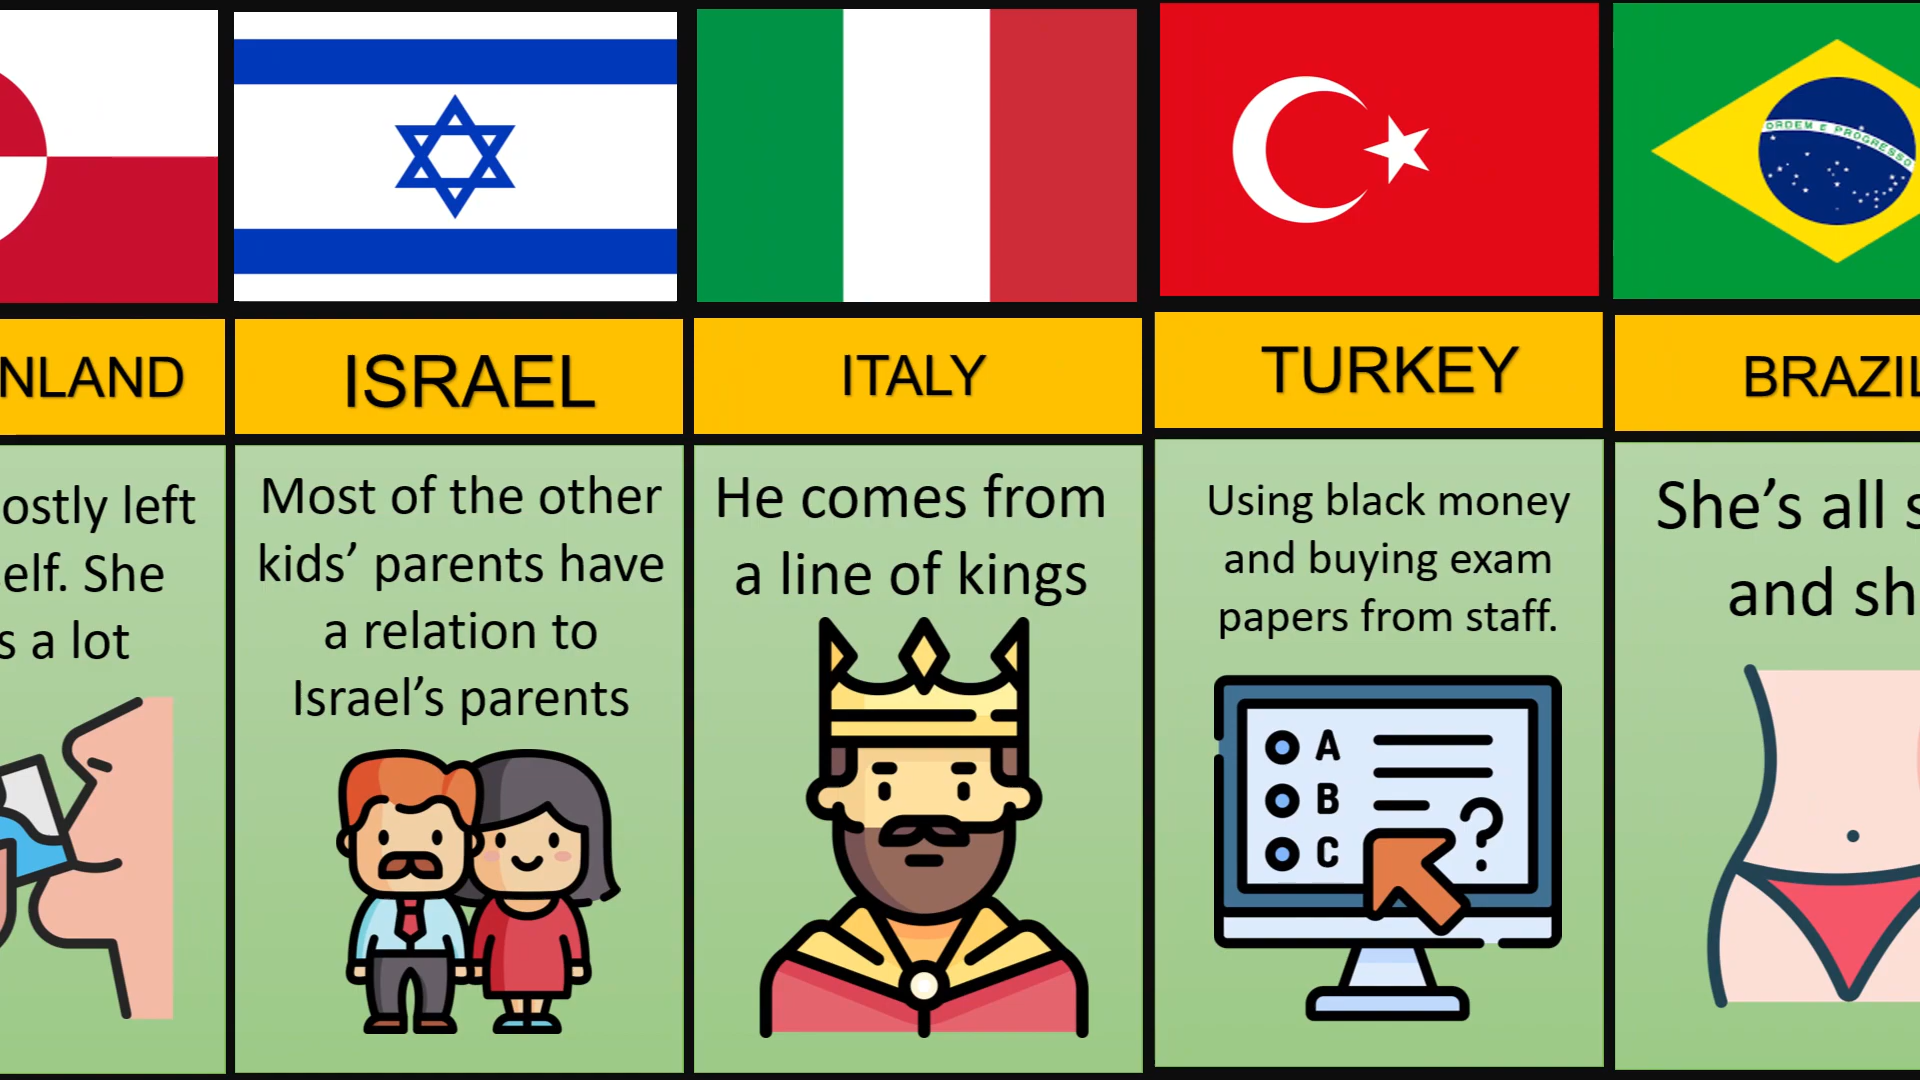 NLAND
ostly left
elf. She
s a lot
ISRAEL
Most of the other
kids’ parents have
a relation to
Israel’s parents
ITALY
He comes from
a line of kings
TURKEY
Using black money
and buying exam
papers from staff.
A
B
C
?
ORDEM E PROGRESSO
BRAZIL
She’s all s
and sh